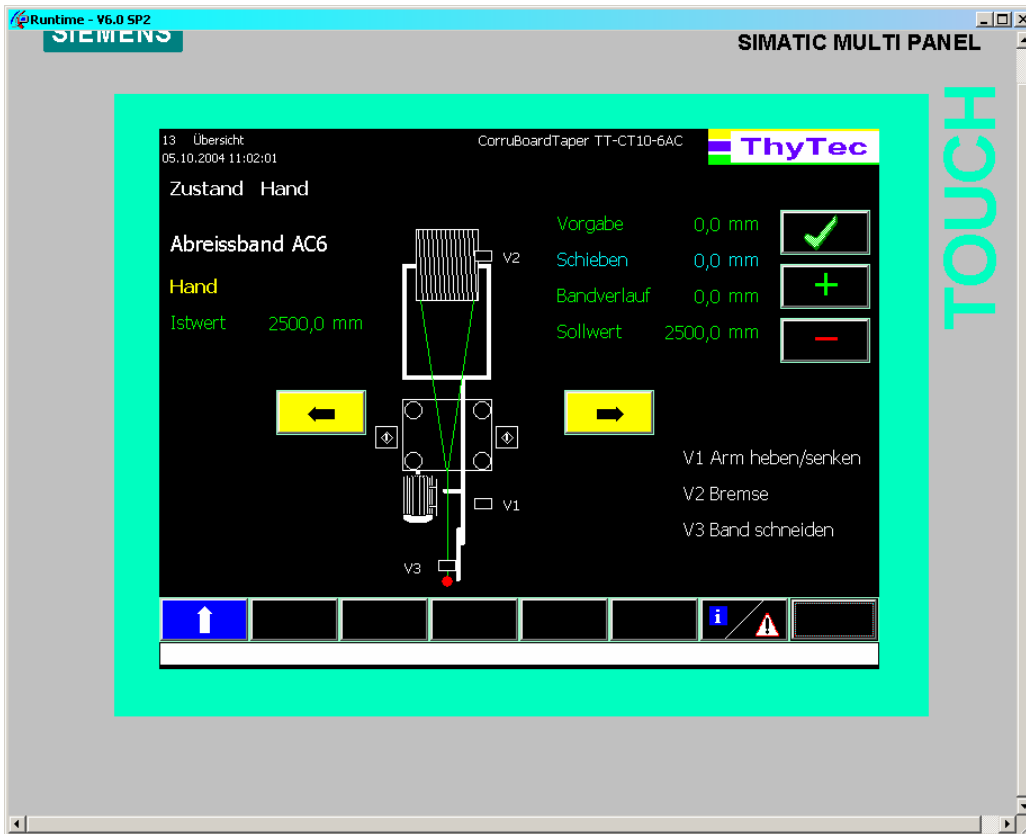 Runtime - V6.0 SP2
SIEMENS
SIMATIC MULTI PANEL
TOUCH
13 Übersicht
CorruBoardTaper TT-CT10-6AC
ThyTec
05.10.2004 11:02:01
Zustand Hand
Abreissband AC6
Hand
Istwert 2500,0 mm
V2
Vorgabe 0,0 mm
Schieben 0,0 mm
Bandverlauf 0,0 mm
Sollwert 2500,0 mm
V1
V3
V1 Arm heben/senken
V2 Bremse
V3 Band schneiden
i